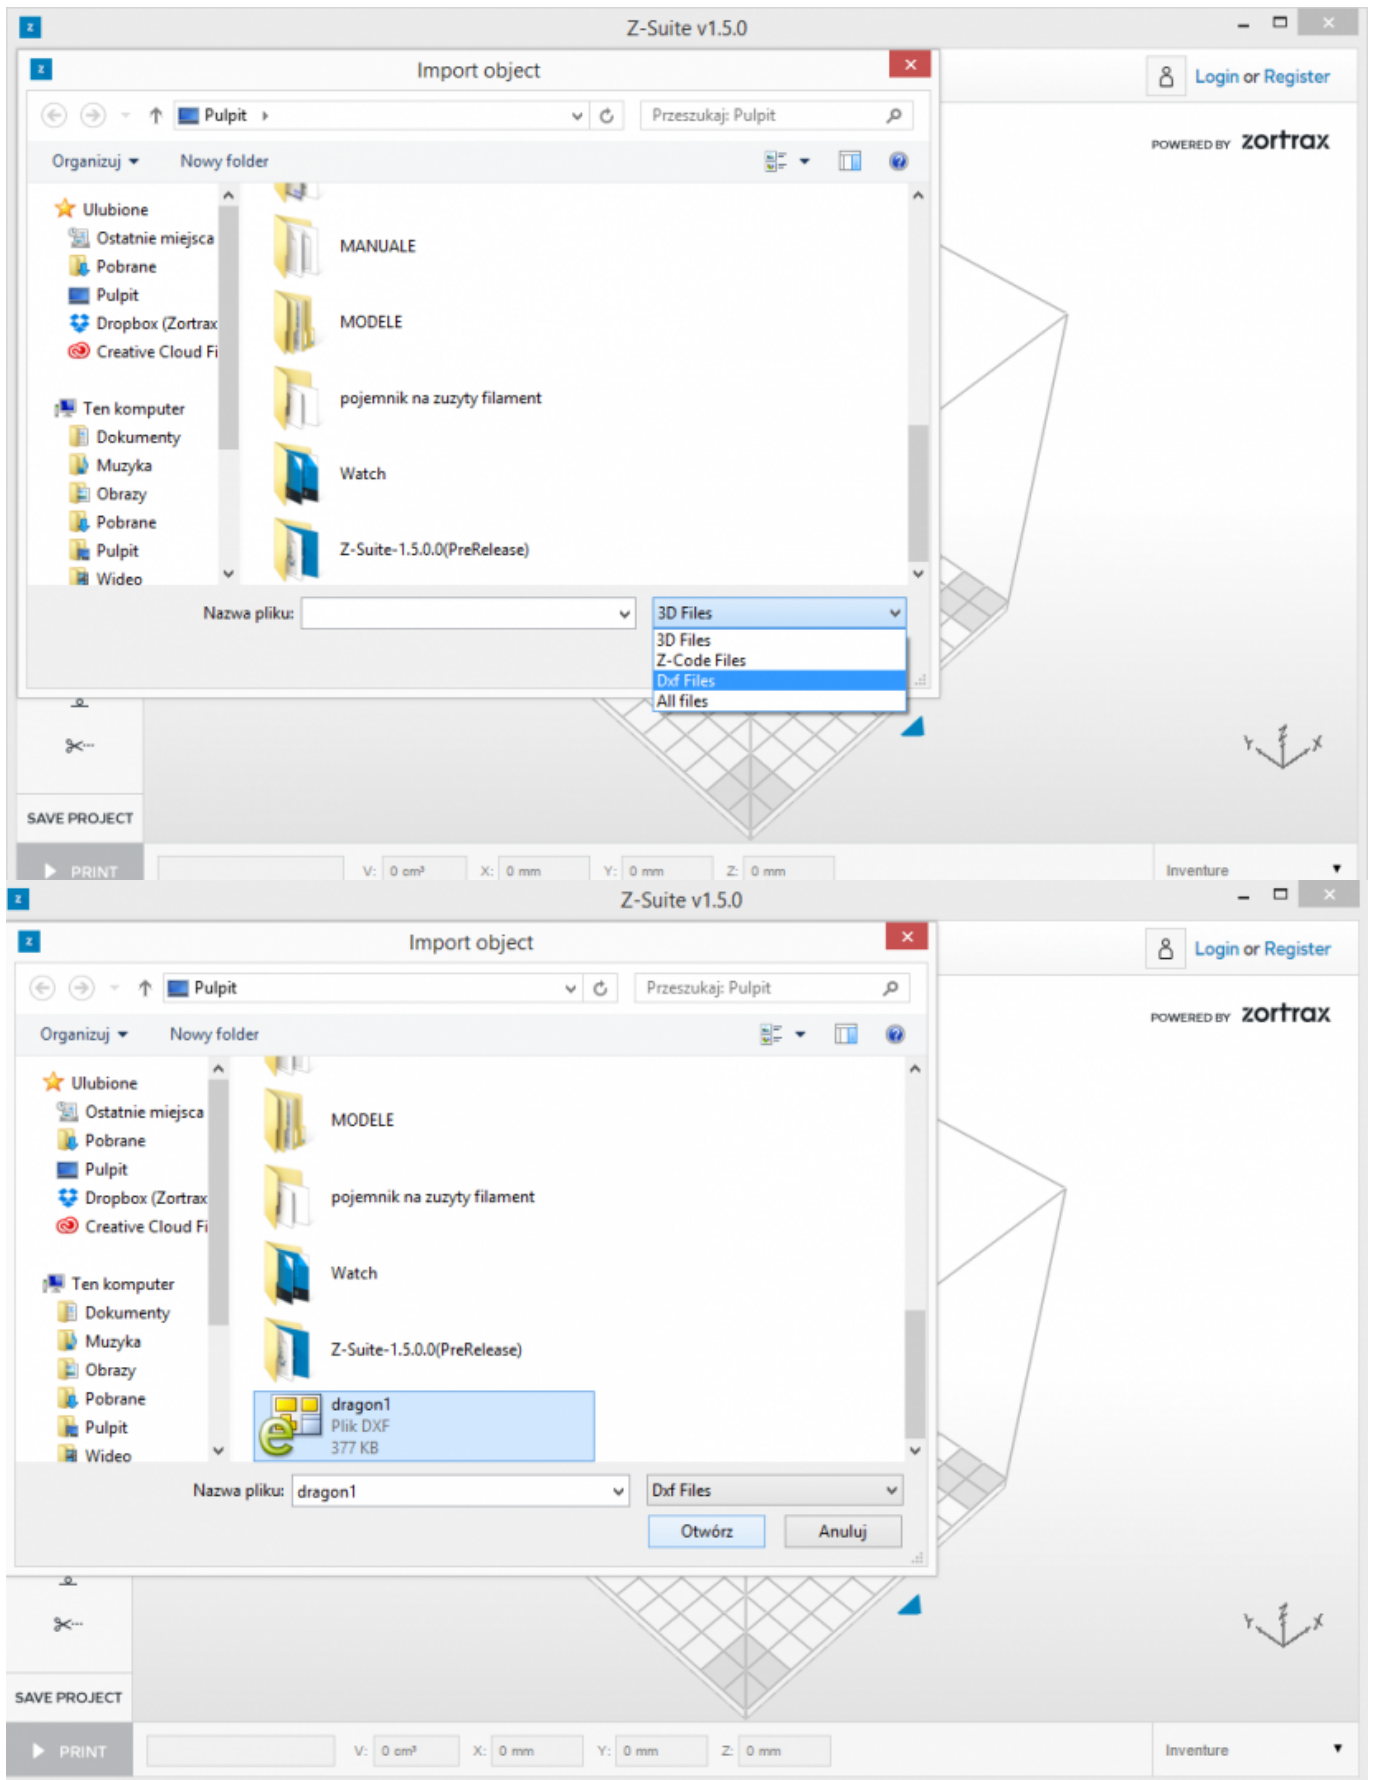 Z-Suite v1.5.0
Import object
Login or Register
Pulpit
Przeszukaj: Pulpit
POWERED BY zortrax
Organizuj
Nowy folder
Ulubione
Ostatnie miejsca
Pobrane
Pulpit
Dropbox (Zortrax
Creative Cloud Fi
Ten komputer
Dokumenty
Muzyka
Obrazy
Pobrane
Pulpit
Wideo
MANUALE
MODELE
pojemnik na zuzyty filament
Watch
Z-Suite-1.5.0.0(PreRelease)
Nazwa pliku:
3D Files
3D Files
Z-Code Files
Dxf Files
All files
Z
Y X
SAVE PROJECT
PRINT
V: 0 cm³ X: 0 mm Y: 0 mm Z: 0 mm
Inventure
Z-Suite v1.5.0
Import object
Login or Register
Pulpit
Przeszukaj: Pulpit
POWERED BY zortrax
Organizuj
Nowy folder
Ulubione
Ostatnie miejsca
Pobrane
Pulpit
Dropbox (Zortrax
Creative Cloud Fi
Ten komputer
Dokumenty
Muzyka
Obrazy
Pobrane
Pulpit
Wideo
MODELE
pojemnik na zuzyty filament
Watch
Z-Suite-1.5.0.0(PreRelease)
dragon1
Plik DXF
377 KB
Nazwa pliku: dragon1
Dxf Files
Otwórz
Anuluj
Z
Y X
SAVE PROJECT
PRINT
V: 0 cm³ X: 0 mm Y: 0 mm Z: 0 mm
Inventure